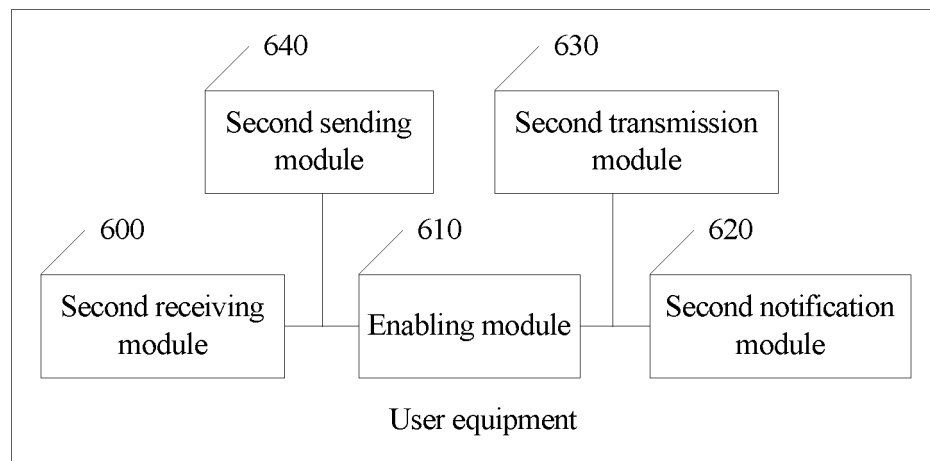 640
630
Second sending
module
Second transmission
module
600
610
620
Second receiving
module
Enabling module
Second notification
module
User equipment